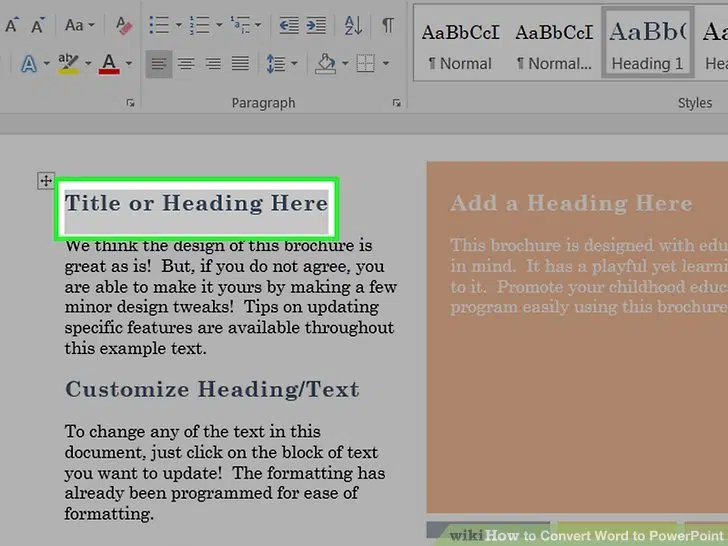 Aa
ab
A
A
AaBbCcI
AaBbCcI
AaBb(
¶ Normal
¶ Normal...
Heading 1
Paragraph
Styles
Title or Heading Here
We think the design of this brochure is
great as is!  But, if you do not agree, you
are able to make it yours by making a few
minor design tweaks!  Tips on updating
specific features are available throughout
this example text.
Customize Heading/Text
To change any of the text in this
document, just click on the block of text
you want to update!  The formatting has
already been programmed for ease of
formatting.
Add a Heading Here
This brochure is designed with edu
in mind.  It has a playful yet learni
to it.  Promote your childhood educ
program easily using this brochure
wikiHow to Convert Word to PowerPoint